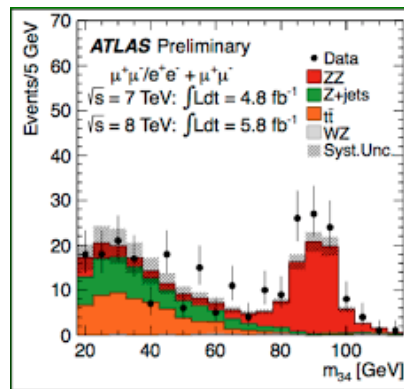 Events/5 GeV
70
60
50
40
30
20
10
0
ATLAS Preliminary
μ⁺μ⁻/e⁺e⁻ + μ⁺μ⁻
√s = 7 TeV: ∫Ldt = 4.8 fb⁻¹
√s = 8 TeV: ∫Ldt = 5.8 fb⁻¹
Data
ZZ
Z+jets
tt̄
WZ
Syst.Unc.
20 40 60 80 100
m₃₄ [GeV]